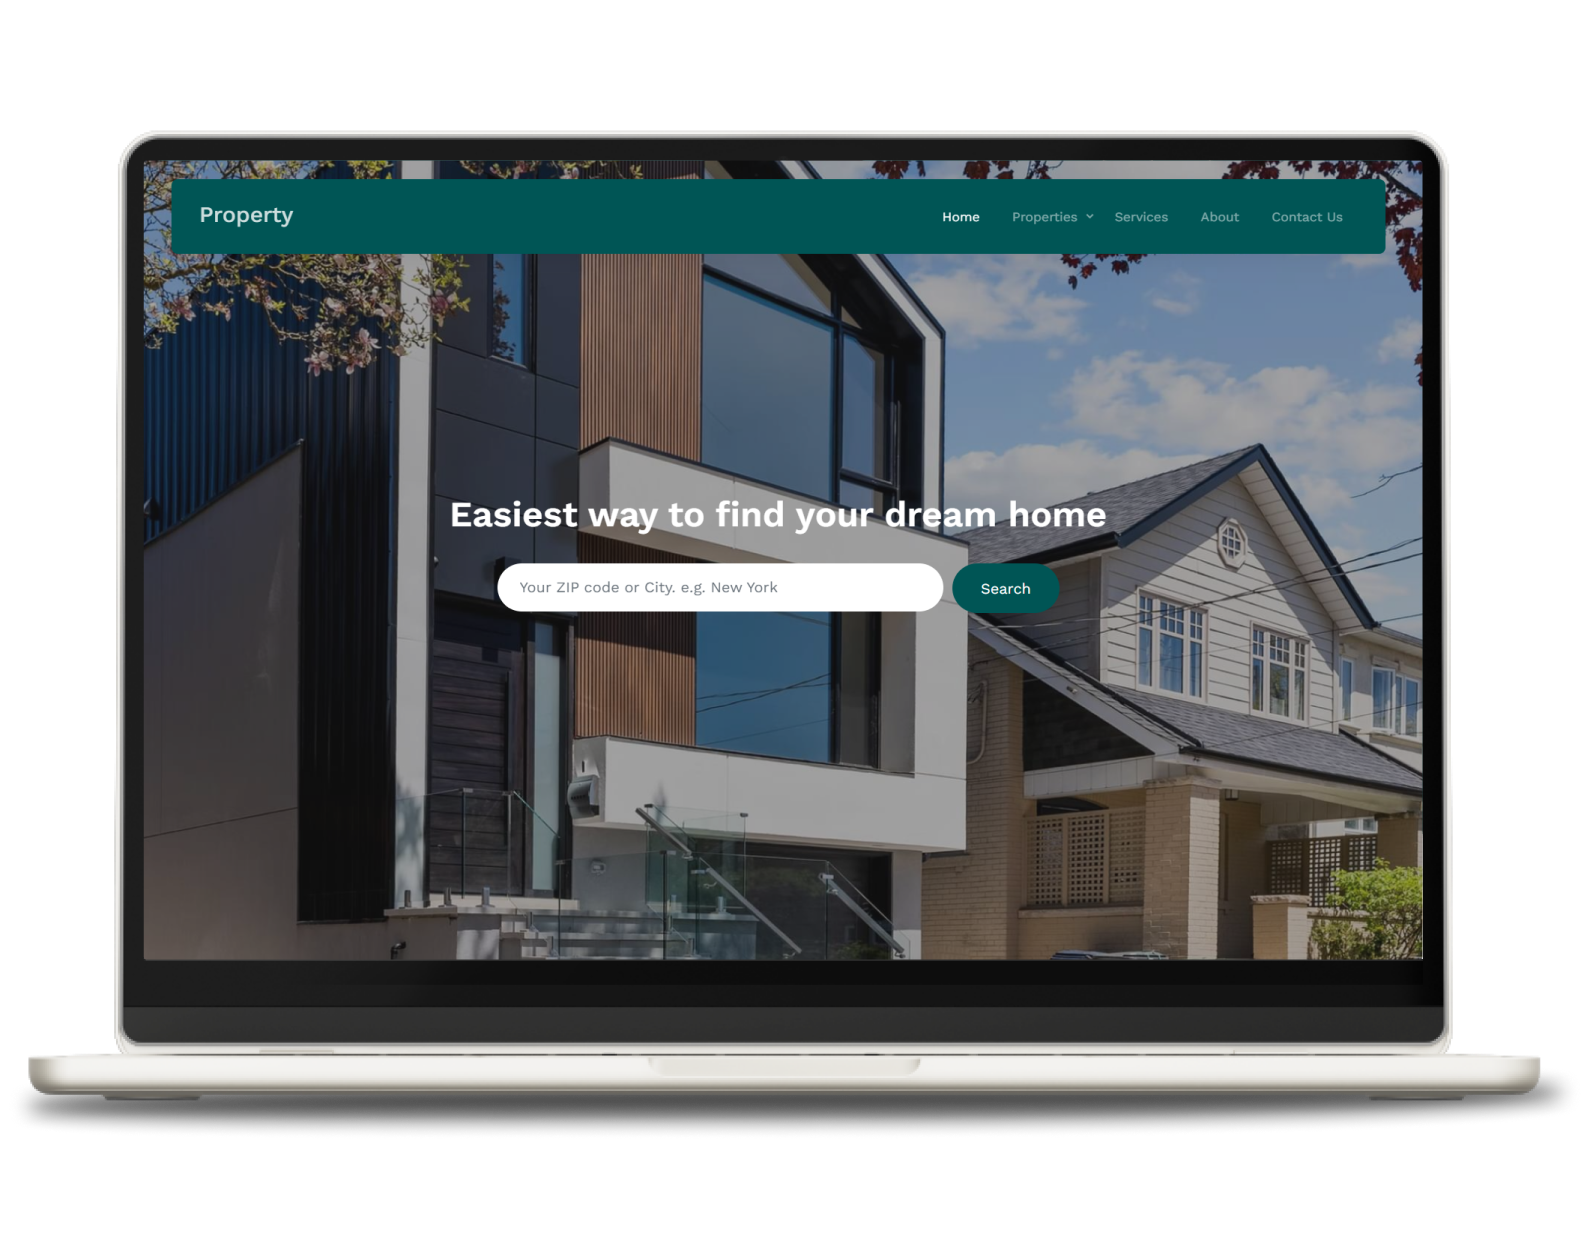 Property
Home Properties Services About Contact Us
Easiest way to find your dream home
Your ZIP code or City. e.g. New York
Search